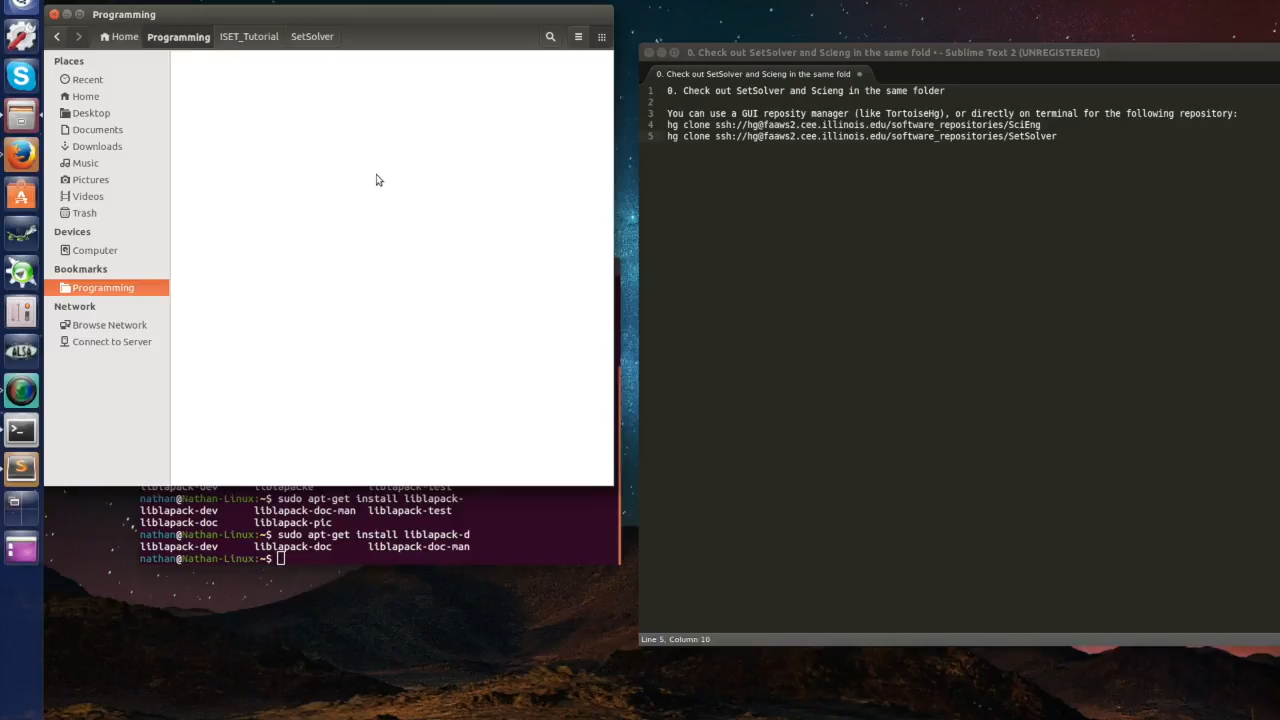 Programming
Home Programming ISET_Tutorial SetSolver
Places
Recent
Home
Desktop
Documents
Downloads
Music
Pictures
Videos
Trash
Devices
Computer
Bookmarks
Programming
Network
Browse Network
Connect to Server
nathan@Nathan-Linux:~$ sudo apt-get install liblapack-
liblapack-dev liblapack-doc-man liblapack-test
liblapack-doc liblapack-pic
nathan@Nathan-Linux:~$ sudo apt-get install liblapack-d
liblapack-dev liblapack-doc liblapack-doc-man
nathan@Nathan-Linux:~$
0. Check out SetSolver and Scieng in the same fold • - Sublime Text 2 (UNREGISTERED)
0. Check out SetSolver and Scieng in the same fold
1 0. Check out SetSolver and Scieng in the same folder
2
3 You can use a GUI reposity manager (like TortoiseHg), or directly on terminal for the following repository:
4 hg clone ssh://hg@faaws2.cee.illinois.edu/software_repositories/SciEng
5 hg clone ssh://hg@faaws2.cee.illinois.edu/software_repositories/SetSolver
Line 5, Column 10
ALSA